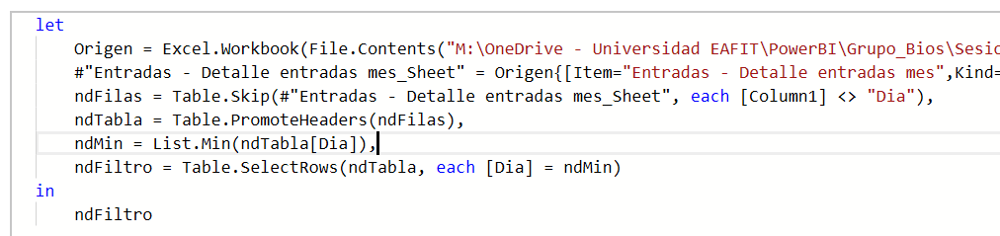 let
Origen = Excel.Workbook(File.Contents("M:\OneDrive - Universidad EAFIT\PowerBI\Grupo_Bios\Sesic
#"Entradas - Detalle entradas mes_Sheet" = Origen{[Item="Entradas - Detalle entradas mes",Kind=
ndFilas = Table.Skip(#"Entradas - Detalle entradas mes_Sheet", each [Column1] <> "Dia"),
ndTabla = Table.PromoteHeaders(ndFilas),
ndMin = List.Min(ndTabla[Dia]),
ndFiltro = Table.SelectRows(ndTabla, each [Dia] = ndMin)
in
ndFiltro